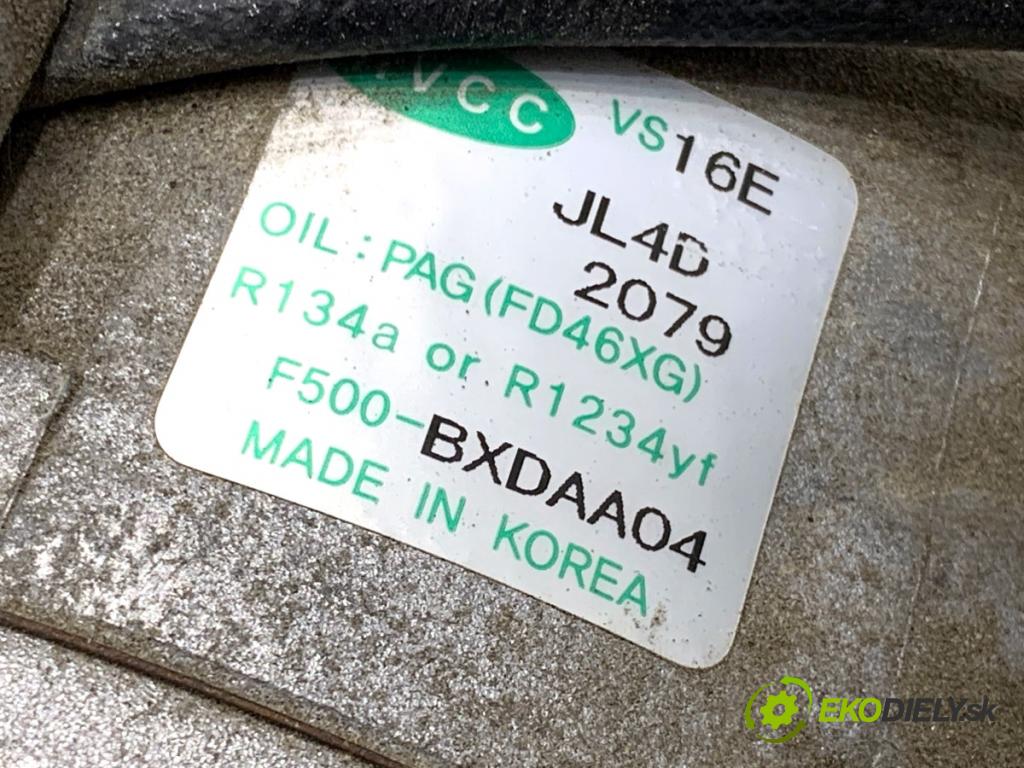 VCC
VS16E
JL4D
2079
OIL : PAG(FD46XG)
R134a or R1234yf
F500-BXDAA04
MADE IN KOREA
EKODIELY.sk